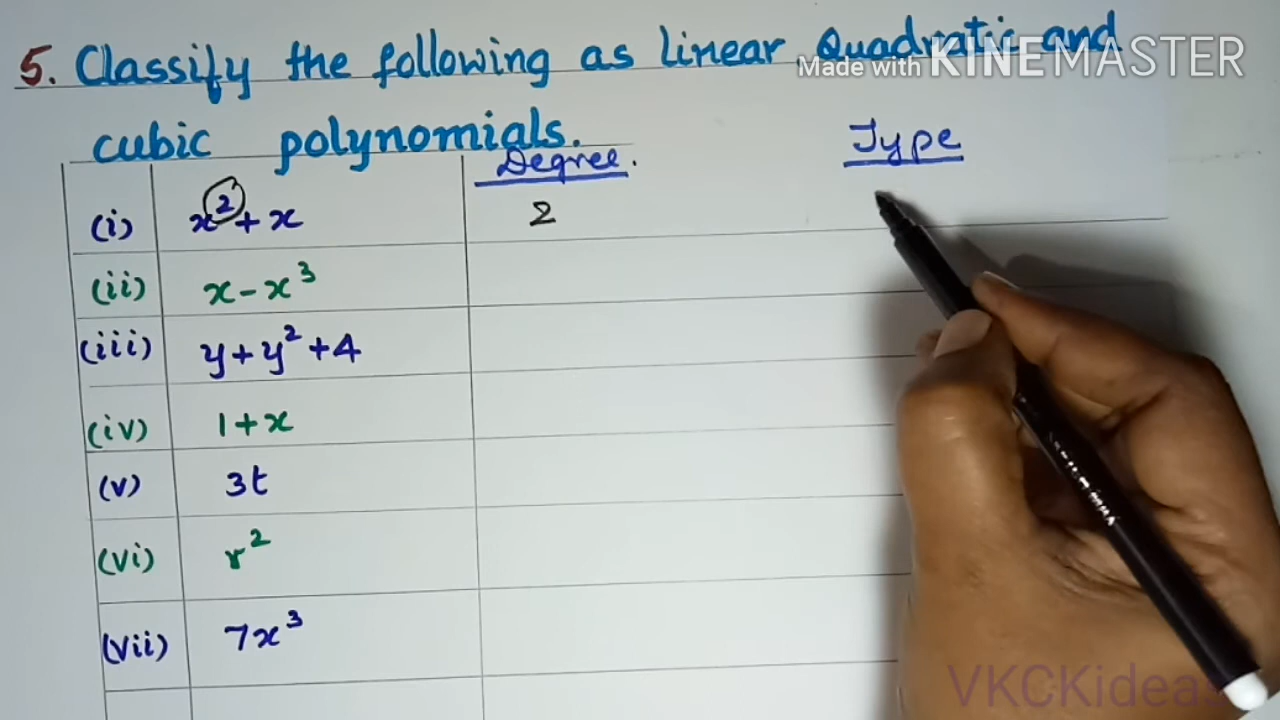 5. Classify the following as linear, Quadratic and
Made with KINEMASTER
cubic polynomials.
Degree. Type
(i) x²+x 2
(ii) x-x³
(iii) y+y²+4
(iv) 1+x
(v) 3t
(vi) r²
(vii) 7x³
VKCKideas